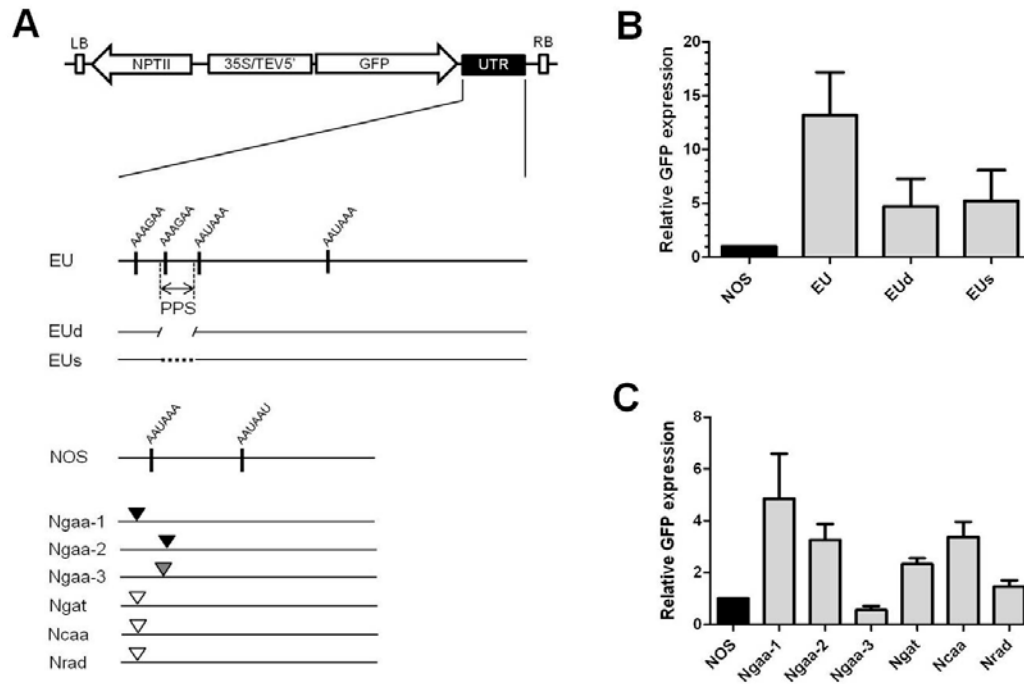 A
LB
NPTII
35S/TEV5'
GFP
UTR
RB
AAAGAA
AAAGAA
AAUAAA
AAUAAA
EU
PPS
EUd
EUs
AAUAAA
AAUAAU
NOS
Ngaa-1
Ngaa-2
Ngaa-3
Ngat
Ncaa
Nrad
B
Relative GFP expression
20
15
10
5
0
NOS
EU
EUd
EUs
C
Relative GFP expression
8
6
4
2
0
NOS
Ngaa-1
Ngaa-2
Ngaa-3
Ngat
Ncaa
Nrad